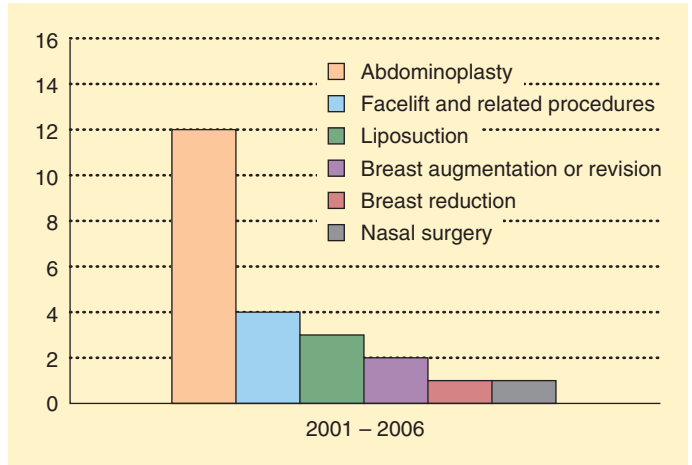 16
14
12
10
8
6
4
2
0
Abdominoplasty
Facelift and related procedures
Liposuction
Breast augmentation or revision
Breast reduction
Nasal surgery
2001 – 2006